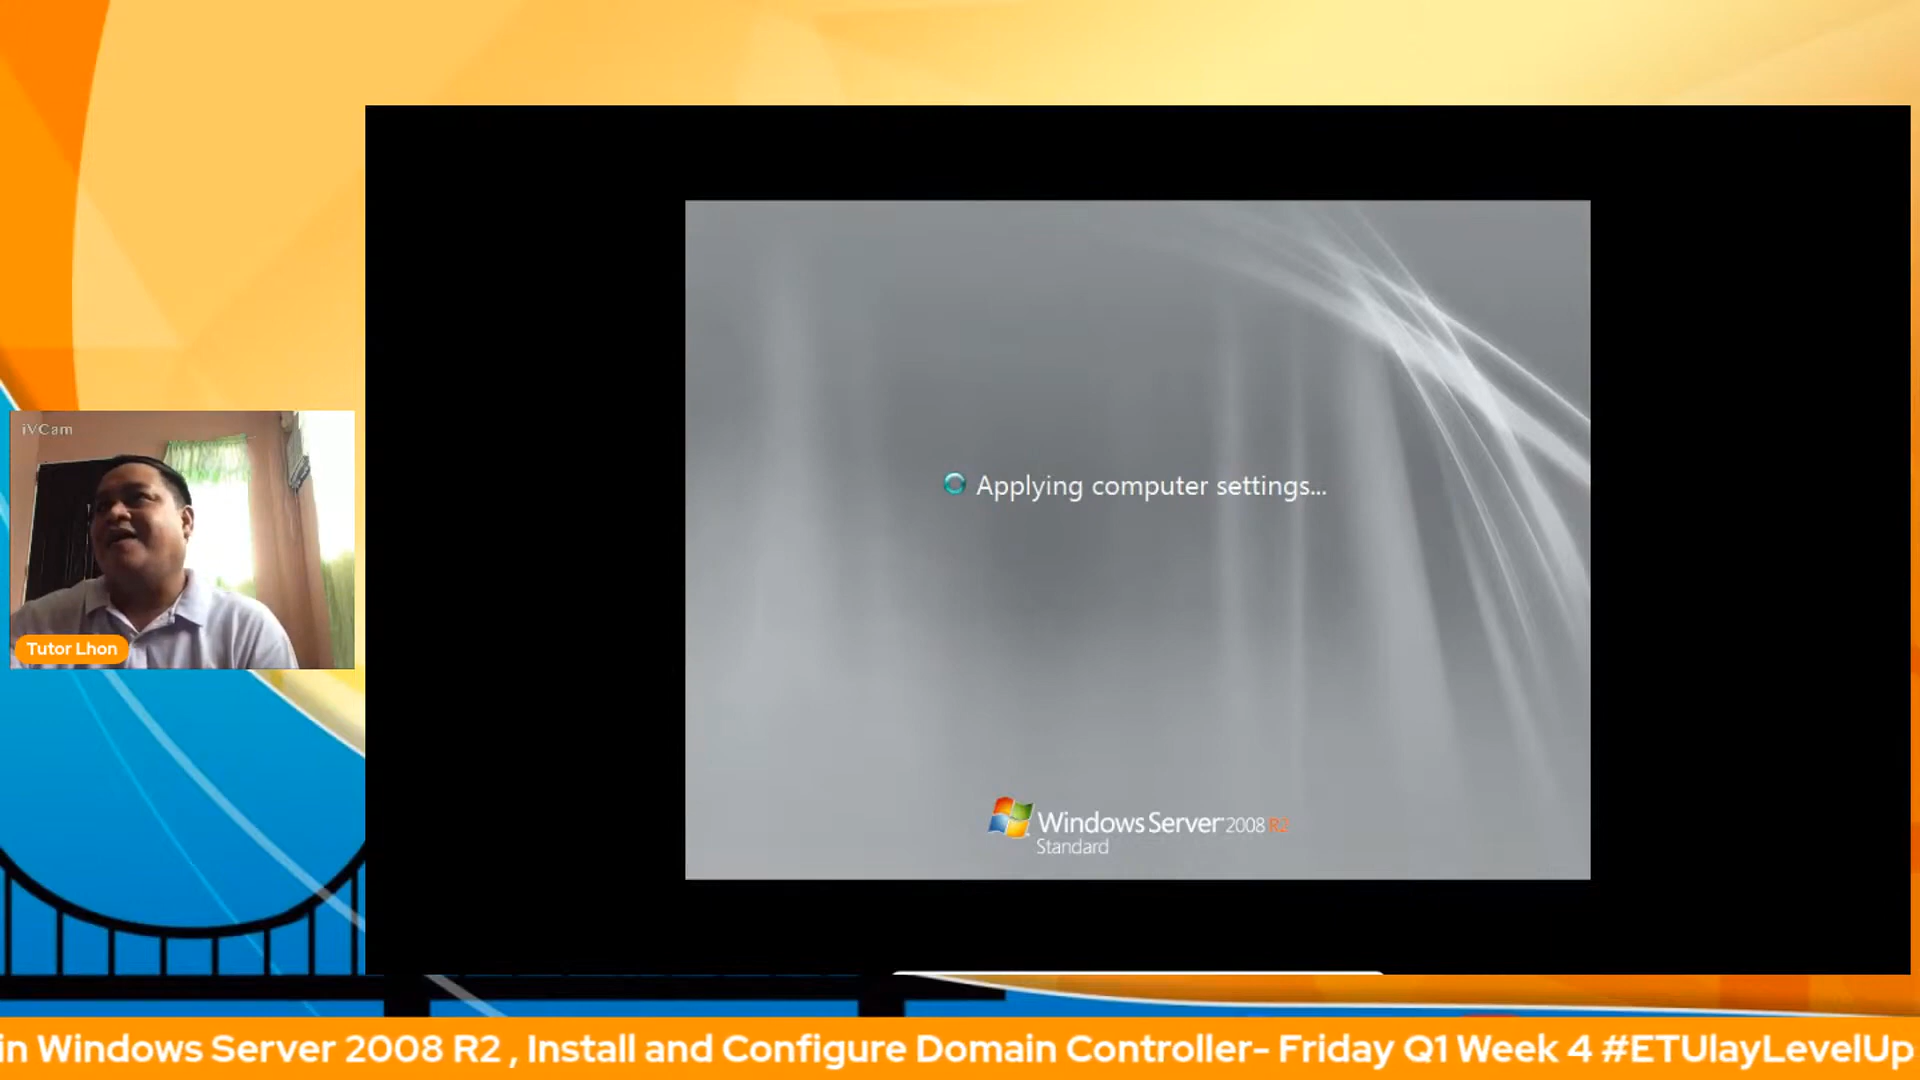 iVCam
Tutor Lhon
Applying computer settings...
Windows Server 2008 R2
Standard
in Windows Server 2008 R2 , Install and Configure Domain Controller- Friday Q1 Week 4 #ETUlayLevelUp